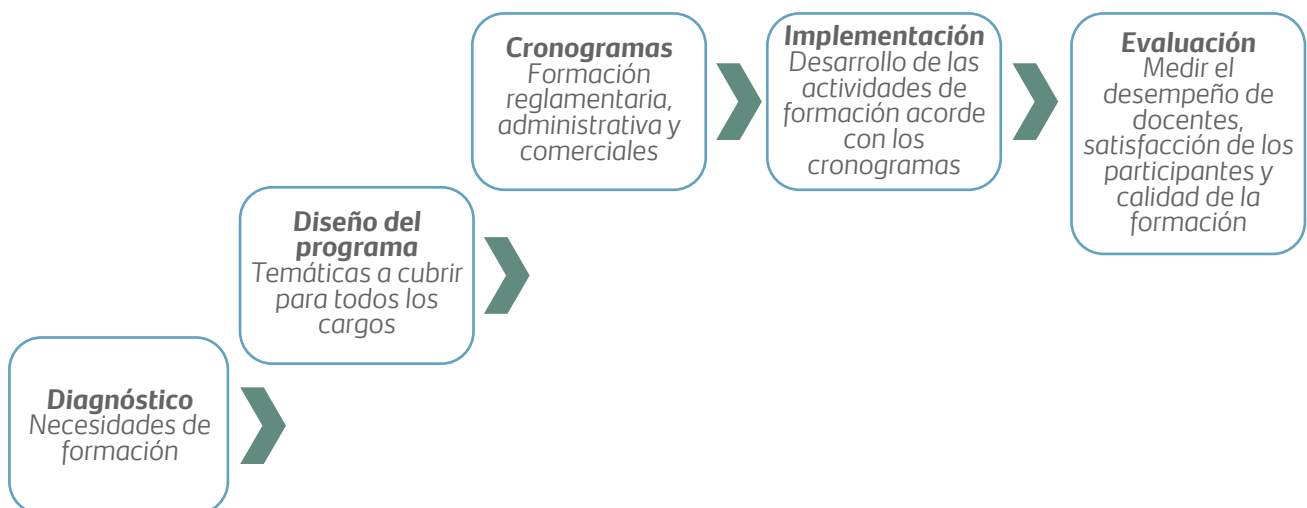 Cronogramas
Formación
reglamentaria,
administrativa y
comerciales
Implementación
Desarrollo de las
actividades de
formación acorde
con los
cronogramas
Evaluación
Medir el
desempeño de
docentes,
satisfacción de los
participantes y
calidad de la
formación
Diseño del
programa
Temáticas a cubrir
para todos los
cargos
Diagnóstico
Necesidades de
formación